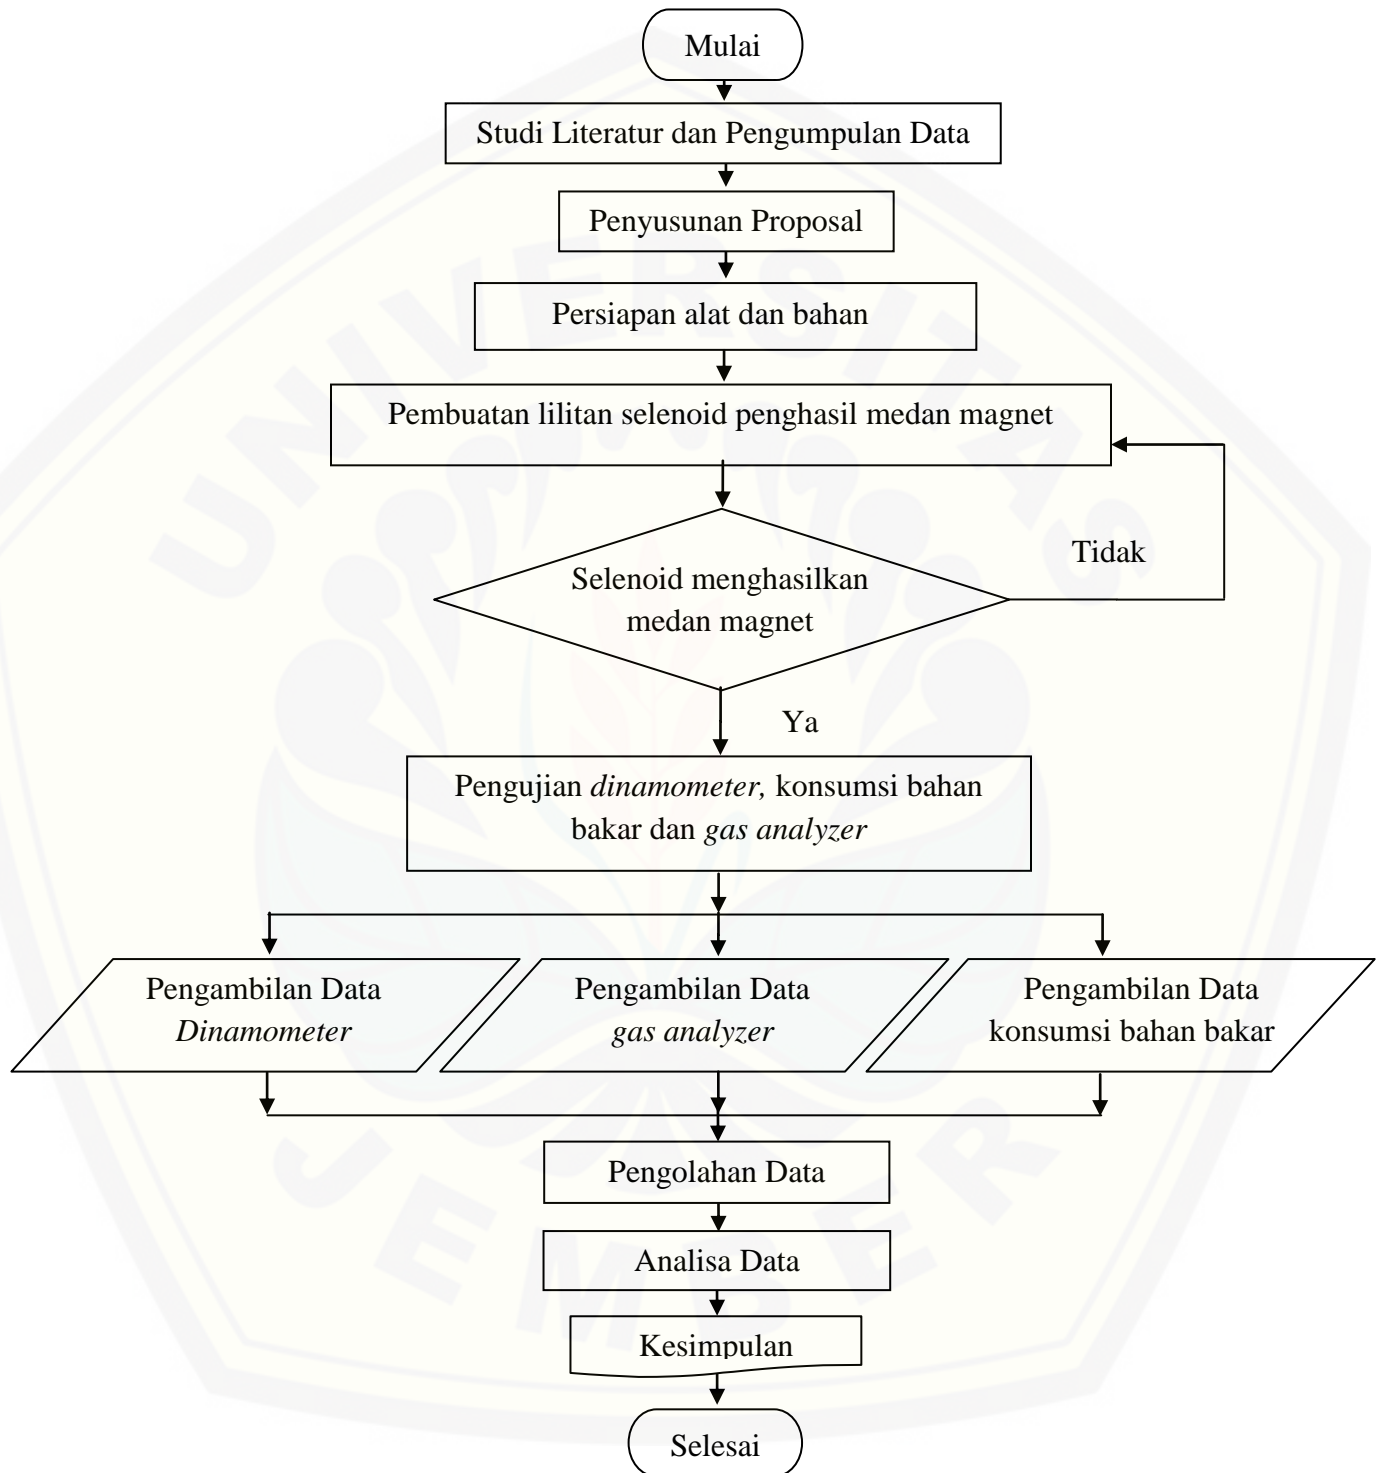 Mulai
Studi Literatur dan Pengumpulan Data
Penyusunan Proposal
Persiapan alat dan bahan
Pembuatan lilitan selenoid penghasil medan magnet
Tidak
Selenoid menghasilkan
medan magnet
Ya
Pengujian dinamometer, konsumsi bahan
bakar dan gas analyzer
Pengambilan Data
Dinamometer
Pengambilan Data
gas analyzer
Pengambilan Data
konsumsi bahan bakar
Pengolahan Data
Analisa Data
Kesimpulan
Selesai
UNIVERSITAS
JEMBER